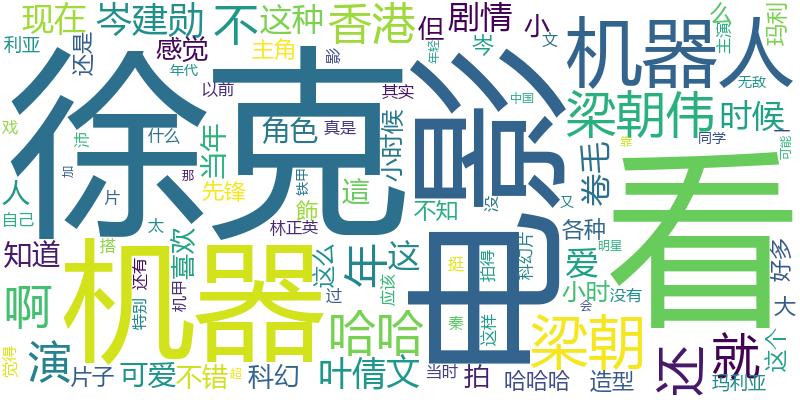 现在
岑建勋
不
这种
香港
但
剧情
小
么
玛利
利亚
还是
感觉
主角
岑
年轻
文
主演
机器人
年代
影
以前
其实
无敌
徐克
电影
中国
梁朝伟
时候
戏
沛
什么
当年
角色
真是
小时候
卷毛
靠
同学
一
可能
看
加
那
铁甲
人
片
先锋
這
飾
不知
没
又
各种
自己
太
林正英
知道
喜欢
搭
年
这
这么
挺
拍得
科幻片
爱
明星
好多
还有
机器
啊
机甲
特别
过
应该
小时
没有
大
哈哈
秦
这样
会
梁朝
还
就
这个
觉得
演
片子
可爱
不错
超
科幻
叶倩文
当时
拍
哈哈哈
造型
玛利亚